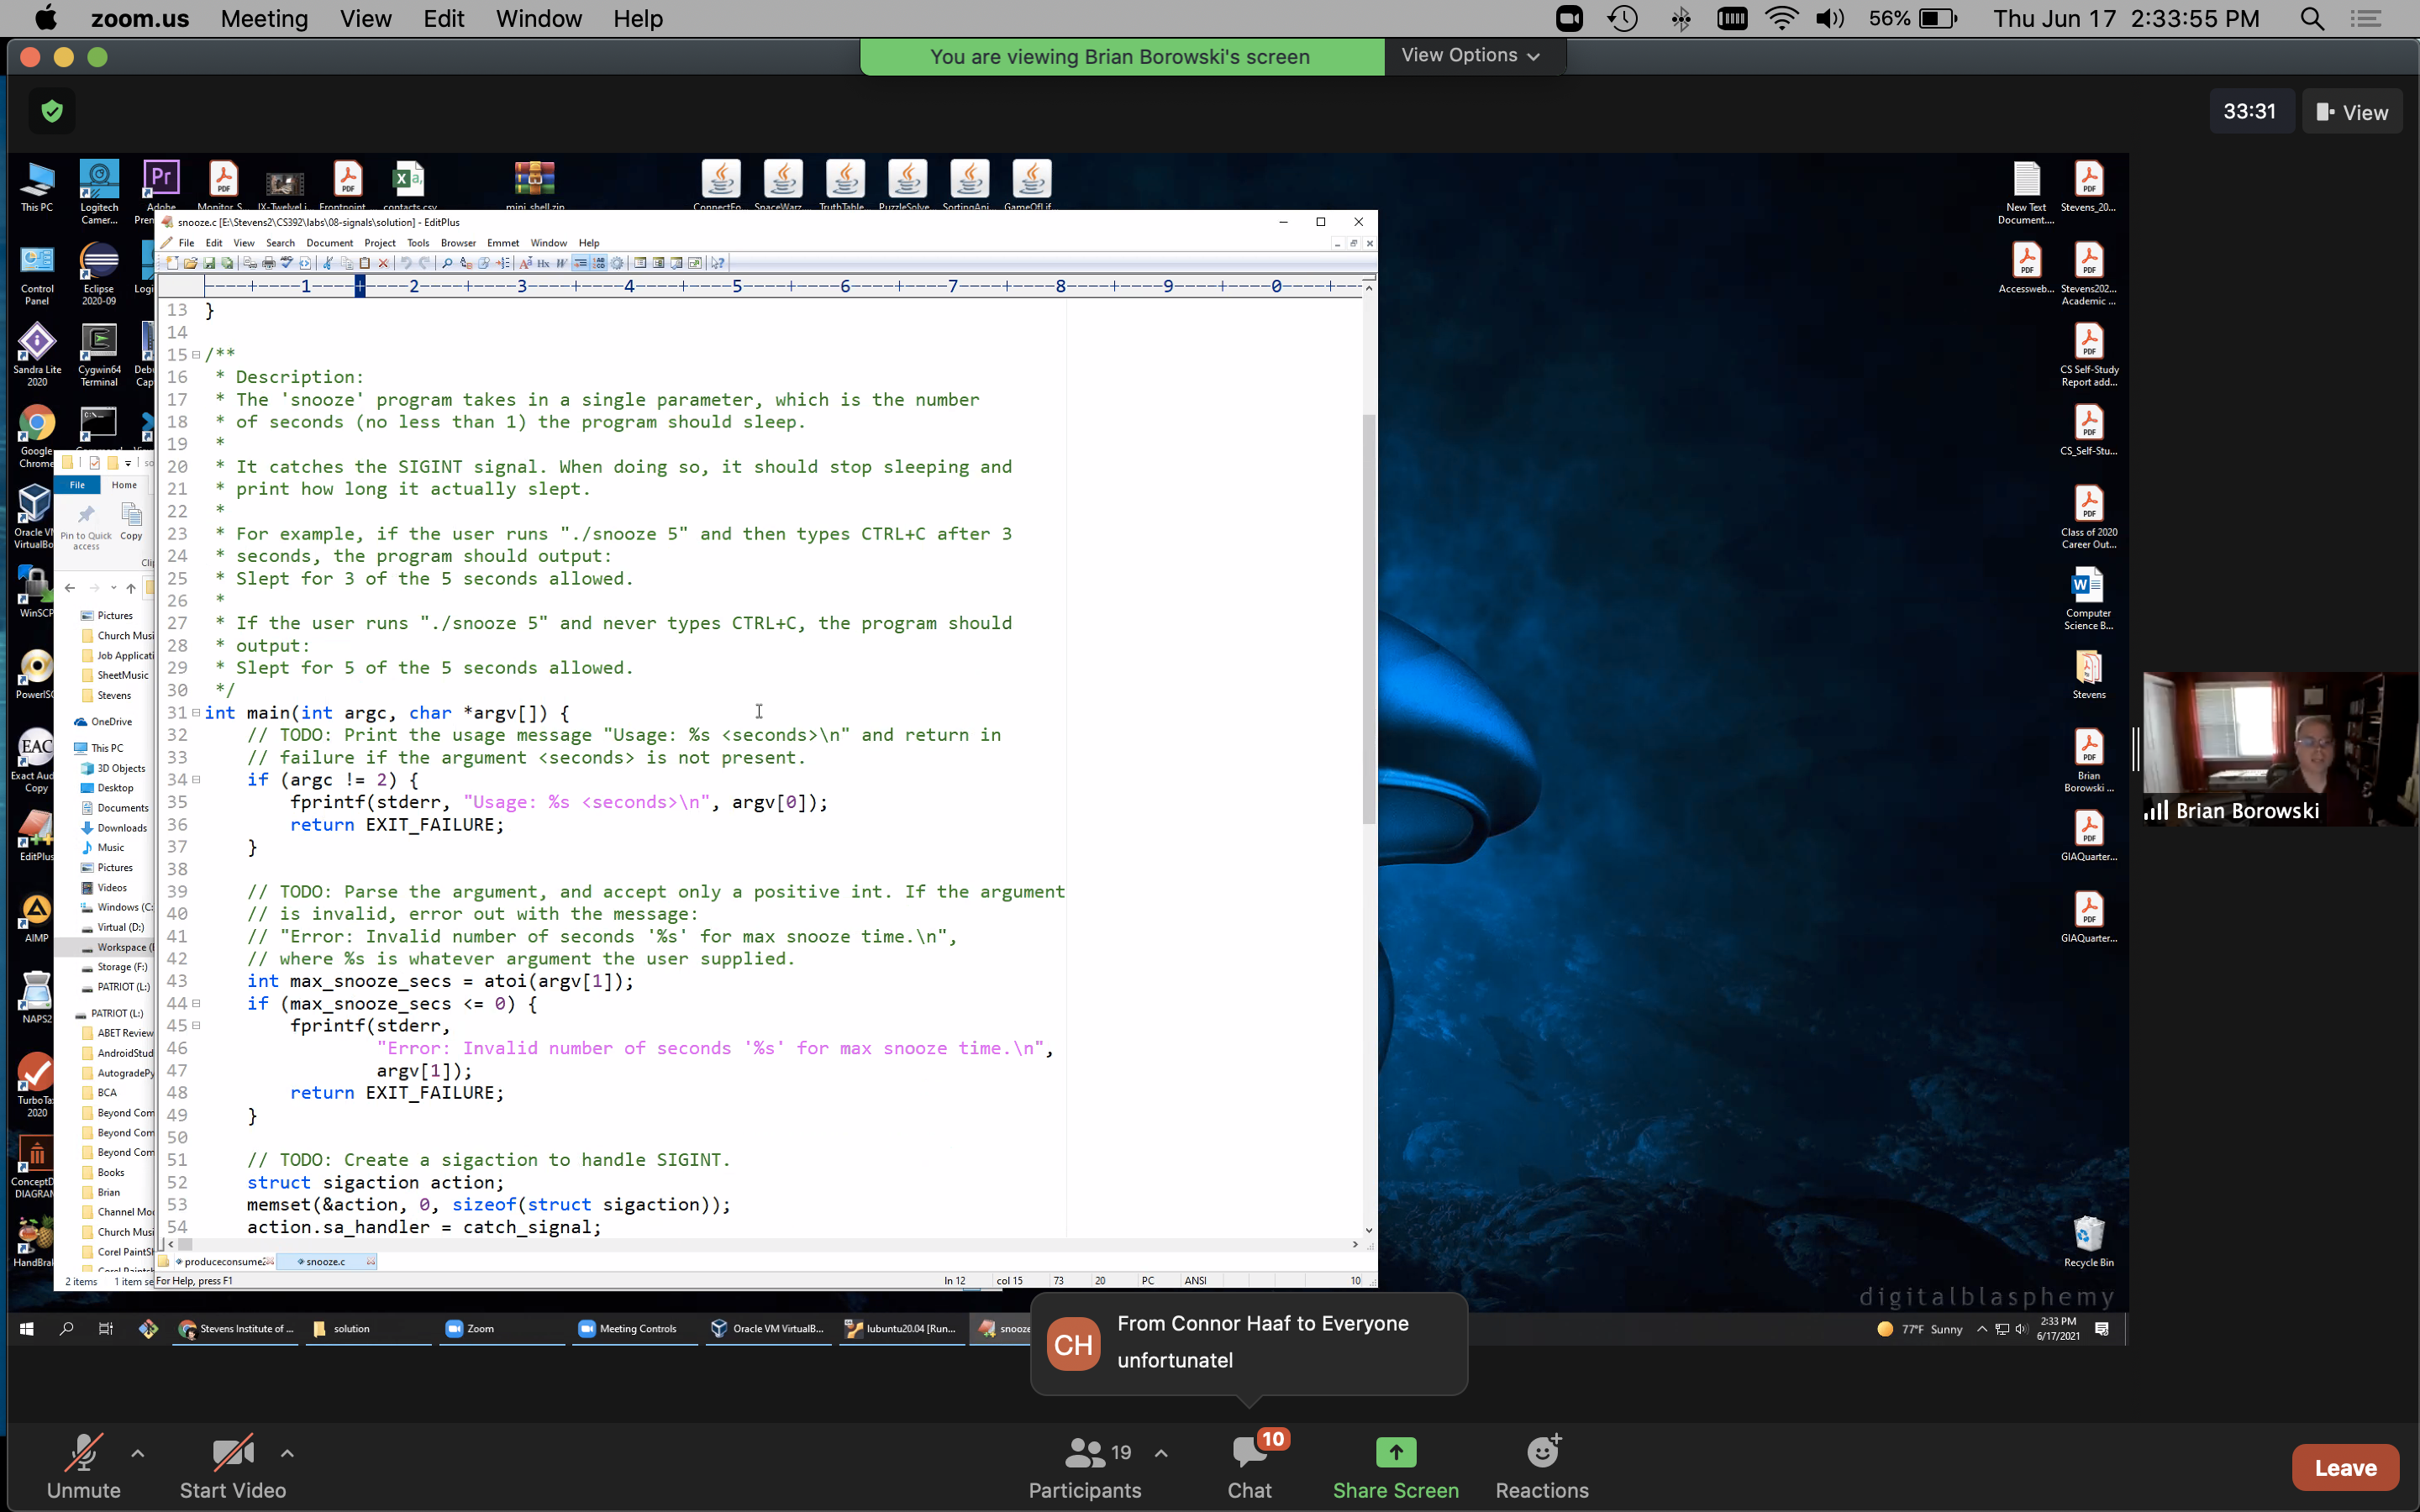 zoom.us Meeting View Edit Window Help
56% Thu Jun 17 2:33:55 PM
You are viewing Brian Borowski's screen View Options
33:31 View
This PC
Logitech Camer...
Adobe
contacts.csv
mini_shell.zip
New Text Document....
Stevens_20...
Control Panel
Eclipse 2020-09
Accessweb...
Stevens202... Academic ...
Sandra Lite 2020
Cygwin64 Terminal
CS Self-Study Report add...
Google Chrome
CS_Self-Stu...
Class of 2020 Career Out...
WinSCP
Computer Science B...
Stevens
Brian Borowski ...
GIAQuarter...
GIAQuarter...
Recycle Bin
Exact Aud Copy
EditPlus
AIMP
NAPS2
TurboTa 2020
ConceptD DIAGRAM
HandBral
File Home
Pin to Quick access
Copy
Pictures
Church Musi
Job Applicati
SheetMusic
Stevens
OneDrive
This PC
3D Objects
Desktop
Documents
Downloads
Music
Pictures
Videos
Windows (C:
Virtual (D:)
Workspace (
Storage (F:)
PATRIOT (L:)
PATRIOT (L:)
ABET Review
AndroidStud
AutogradePy
BCA
Beyond Com
Beyond Com
Beyond Com
Books
Brian
Channel Mo
Church Musi
Corel PaintSh
2 items 1 item se
snooze.c [E:\Stevens2\CS392\labs\08-signals\solution] - EditPlus
File Edit View Search Document Project Tools Browser Emmet Window Help
----+----1----+----2----+----3----+----4----+----5----+----6----+----7----+----8----+----9----+----0----+--
13 }
14
15 /**
16 * Description:
17 * The 'snooze' program takes in a single parameter, which is the number
18 * of seconds (no less than 1) the program should sleep.
19 *
20 * It catches the SIGINT signal. When doing so, it should stop sleeping and
21 * print how long it actually slept.
22 *
23 * For example, if the user runs "./snooze 5" and then types CTRL+C after 3
24 * seconds, the program should output:
25 * Slept for 3 of the 5 seconds allowed.
26 *
27 * If the user runs "./snooze 5" and never types CTRL+C, the program should
28 * output:
29 * Slept for 5 of the 5 seconds allowed.
30 */
31 int main(int argc, char *argv[]) {
32 // TODO: Print the usage message "Usage: %s <seconds>\n" and return in
33 // failure if the argument <seconds> is not present.
34 if (argc != 2) {
35 fprintf(stderr, "Usage: %s <seconds>\n", argv[0]);
36 return EXIT_FAILURE;
37 }
38
39 // TODO: Parse the argument, and accept only a positive int. If the argument
40 // is invalid, error out with the message:
41 // "Error: Invalid number of seconds '%s' for max snooze time.\n",
42 // where %s is whatever argument the user supplied.
43 int max_snooze_secs = atoi(argv[1]);
44 if (max_snooze_secs <= 0) {
45 fprintf(stderr,
46 "Error: Invalid number of seconds '%s' for max snooze time.\n",
47 argv[1]);
48 return EXIT_FAILURE;
49 }
50
51 // TODO: Create a sigaction to handle SIGINT.
52 struct sigaction action;
53 memset(&action, 0, sizeof(struct sigaction));
54 action.sa_handler = catch_signal;
produceconsume snooze.c
For Help, press F1 ln 12 col 15 73 20 PC ANSI 10
Brian Borowski
digitalblasphemy
Stevens Institute of ... solution Zoom Meeting Controls Oracle VM VirtualB... lubuntu20.04 [Run... snooze
77°F Sunny 2:33 PM
6/17/2021
CH From Connor Haaf to Everyone
unfortunatel
19 10
Unmute Start Video Participants Chat Share Screen Reactions Leave